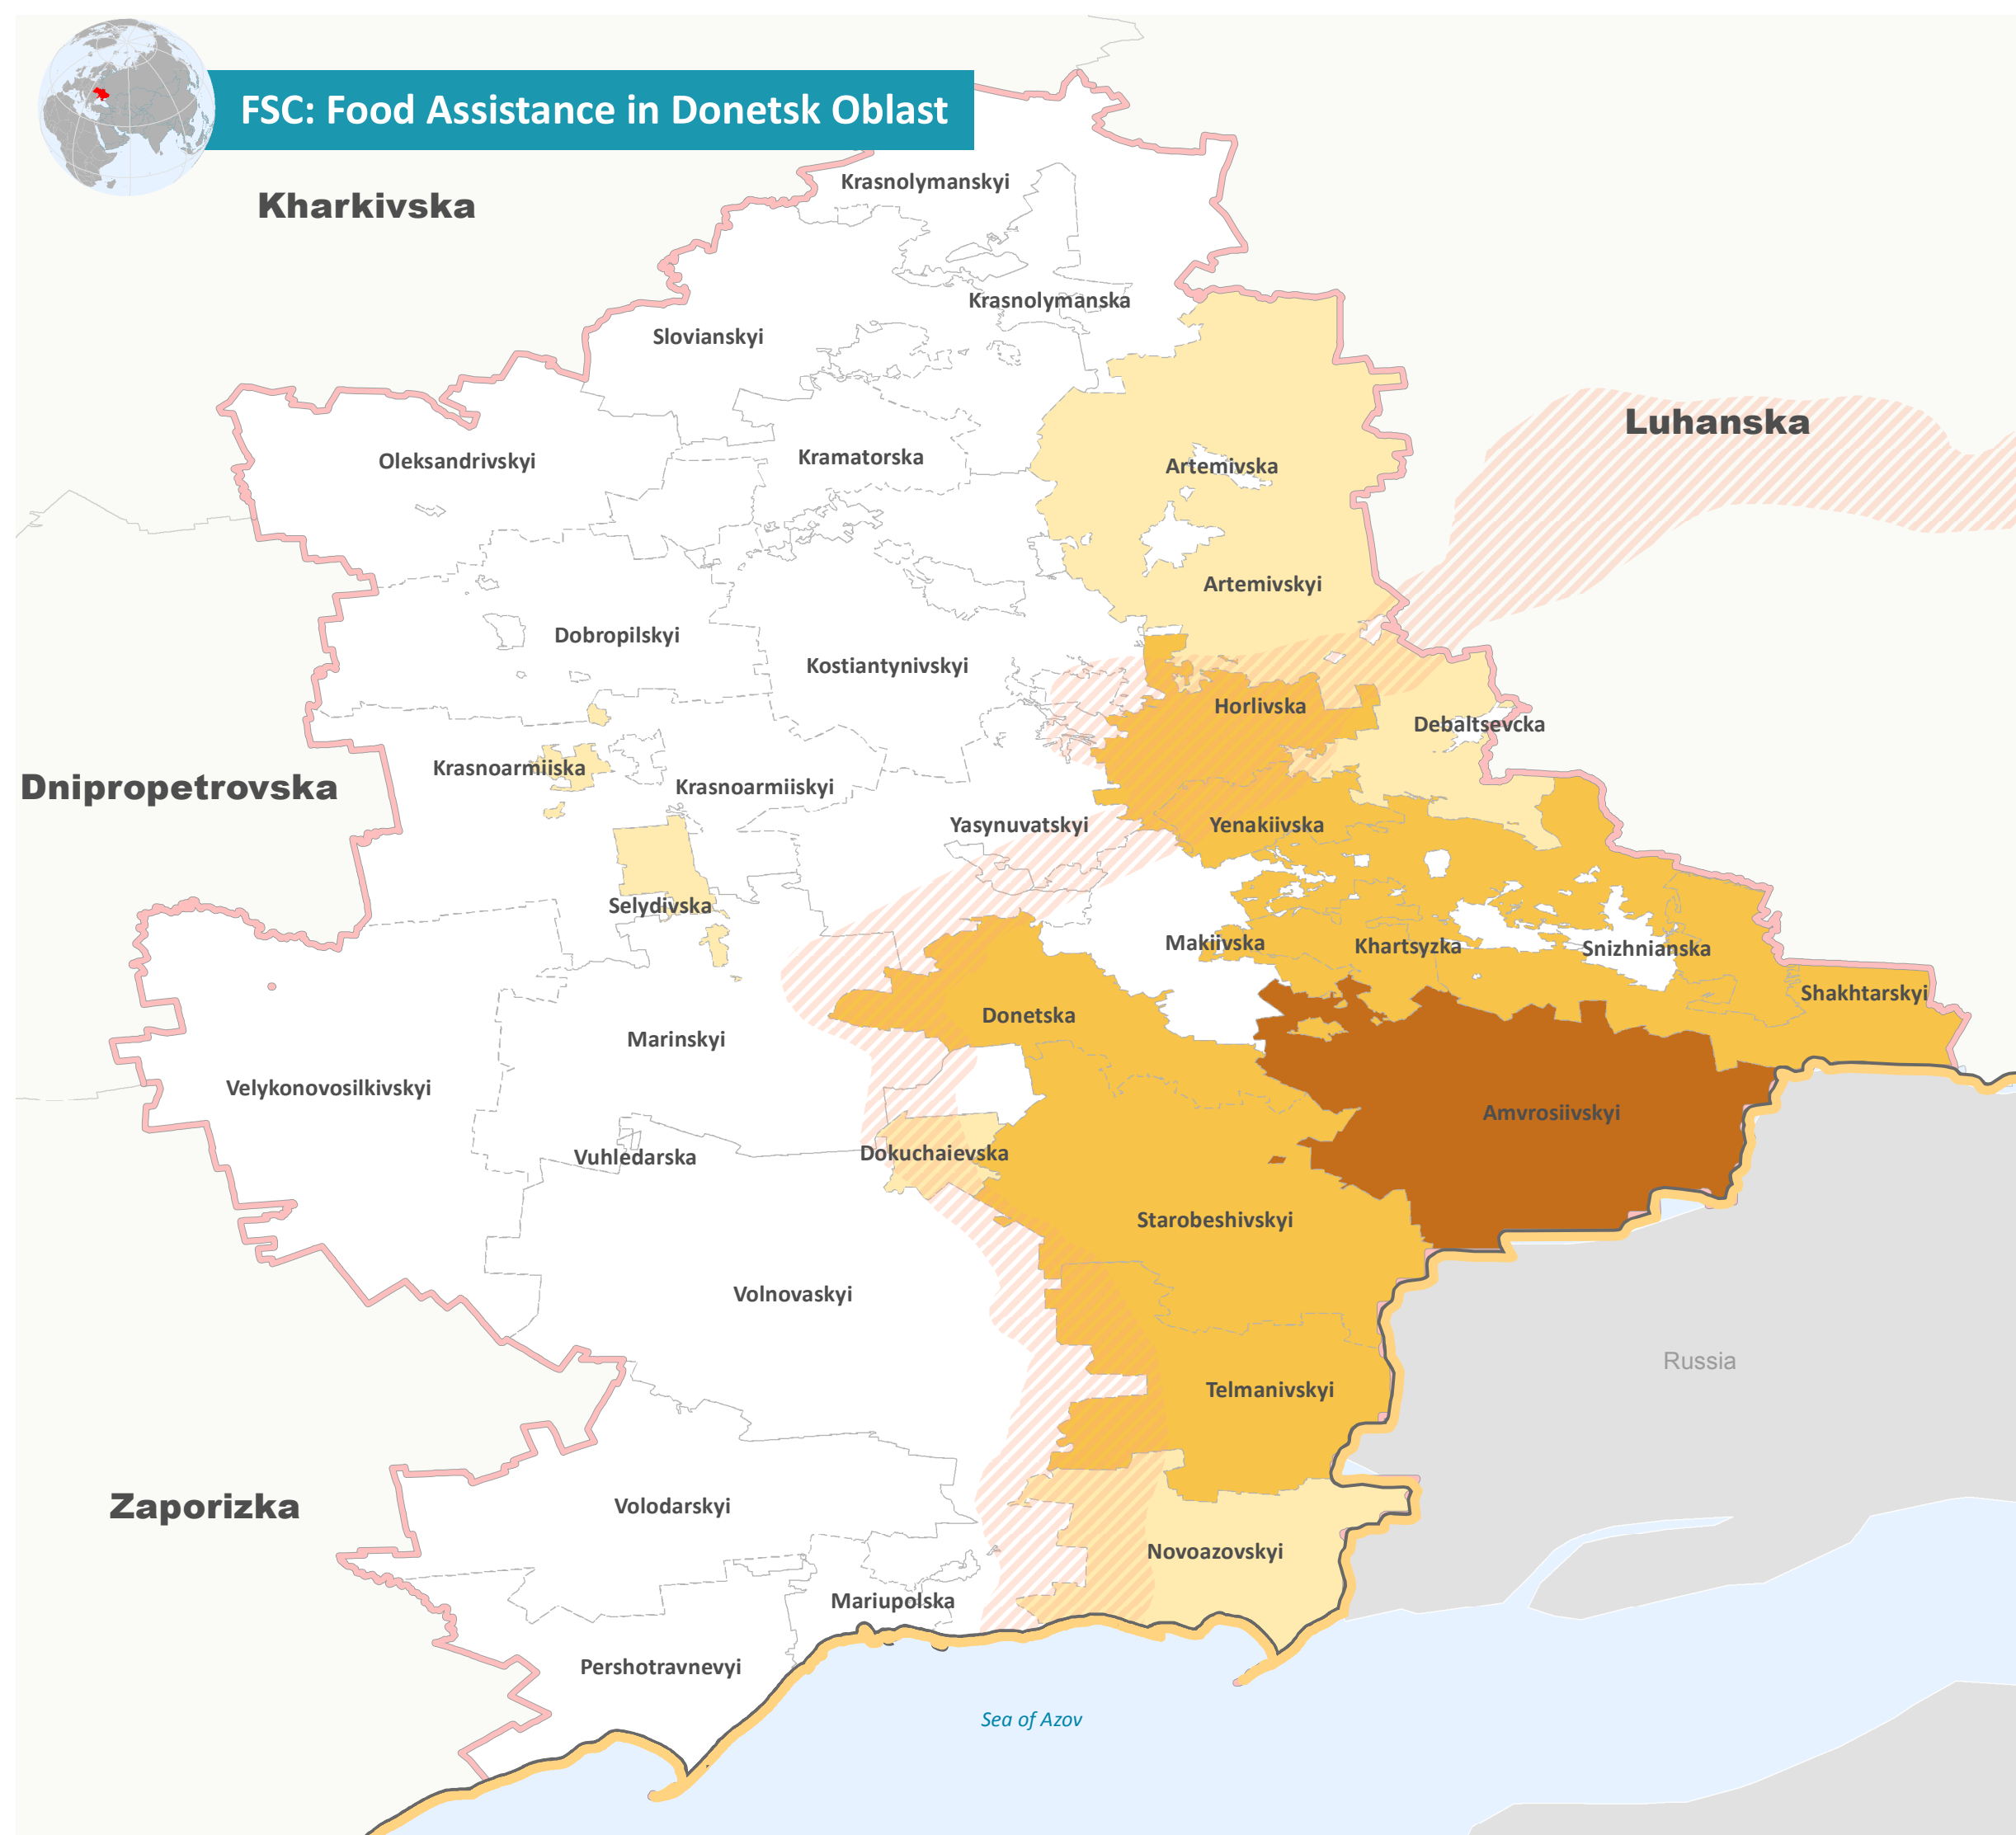 FSC: Food Assistance in Donetsk Oblast
Krasnolymanskyi
Kharkivska
Krasnolymanska
Slovianskyi
Luhanska
Kramatorska
Oleksandrivskyi
Artemivska
Artemivskyi
Dobropilskyi
Kostiantynivskyi
Horlivska
Debaltsevcka
Krasnoarmiiska
Krasnoarmiiskyi
Dnipropetrovska
Yasynuvatskyi
Yenakiivska
Selydivska
Makiivska
Khartsyzka
Snizhnianska
Shakhtarskyi
Donetska
Marinskyi
Velykonovosilkivskyi
Amvrosiivskyi
Dokuchaievska
Vuhledarska
Starobeshivskyi
Volnovaskyi
Russia
Telmanivskyi
Zaporizka
Volodarskyi
Novoazovskyi
Mariupolska
Pershotravnevyi
Sea of Azov